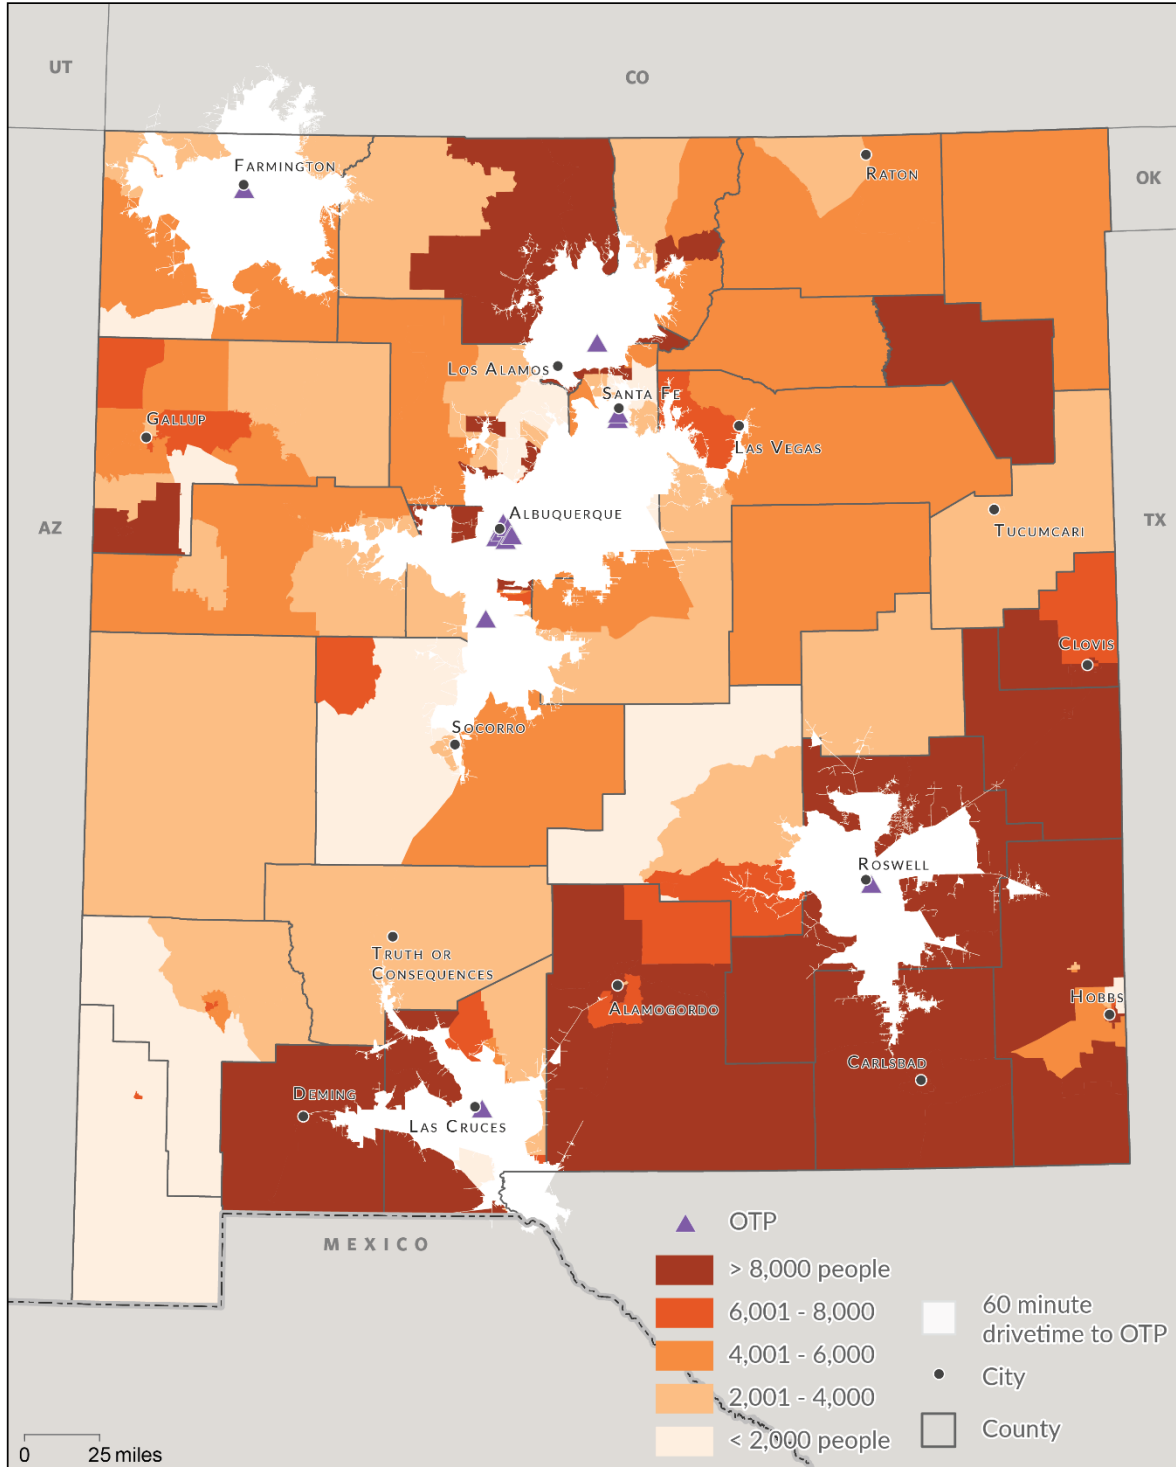 UT
CO
FARMINGTON
RATON
OK
LOS ALAMOS
SANTA FE
GALLUP
LAS VEGAS
AZ
ALBUQUERQUE
TUCUMCARI
TX
CLOVIS
SOCORRO
ROSWELL
TRUTH OR
CONSEQUENCES
ALAMOGORDO
HOBBS
CARLSBAD
DEMING
LAS CRUCES
MEXICO
OTP
> 8,000 people
6,001 - 8,000
4,001 - 6,000
2,001 - 4,000
< 2,000 people
60 minute
drivetime to OTP
City
County
0 25 miles